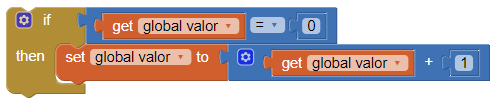 if get global valor = 0
then set global valor to get global valor + 1